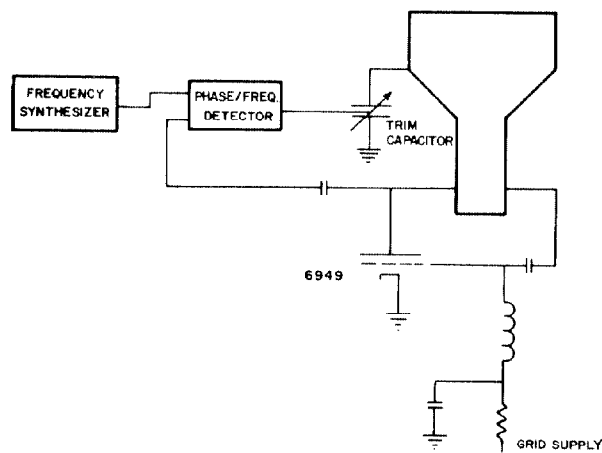 FREQUENCY
SYNTHESIZER
PHASE/FREQ.
DETECTOR
TRIM
CAPACITOR
6949
GRID SUPPLY